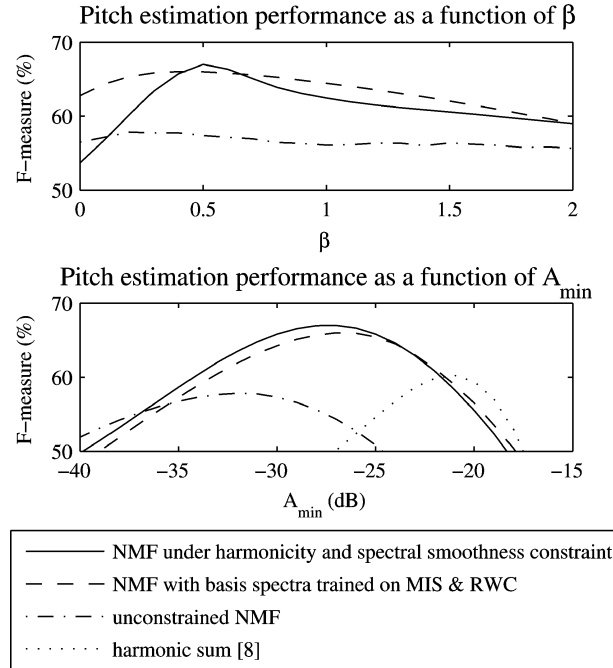 Pitch estimation performance as a function of β
70
60
50
F−measure (%)
0
0.5
1
1.5
2
β
Pitch estimation performance as a function of A_min
70
60
50
F−measure (%)
−40
−35
−30
−25
−20
−15
A_min (dB)
NMF under harmonicity and spectral smoothness constraint
NMF with basis spectra trained on MIS & RWC
unconstrained NMF
harmonic sum [8]